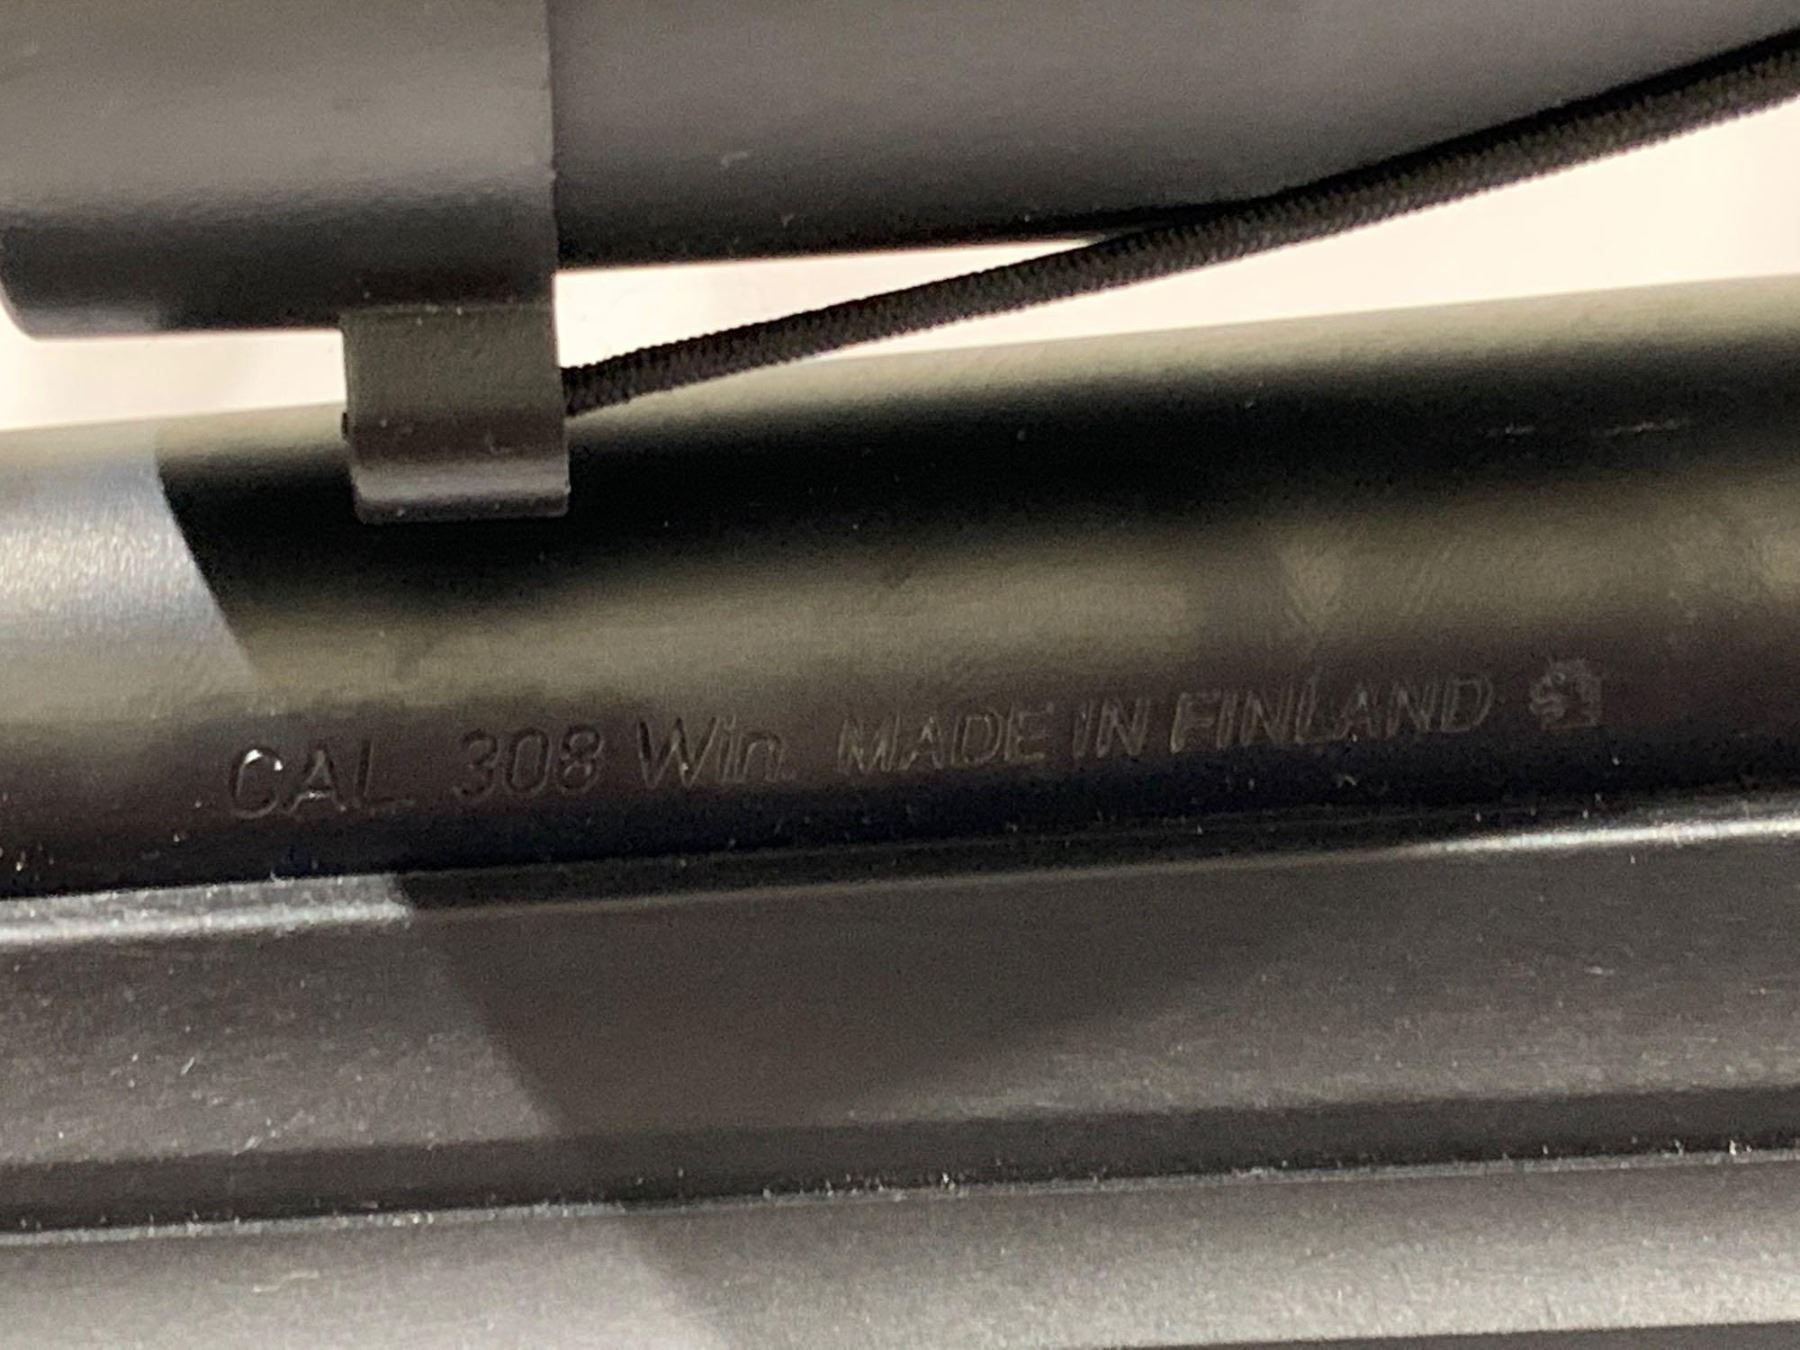 CAL. 308 Win. MADE IN FINLAND